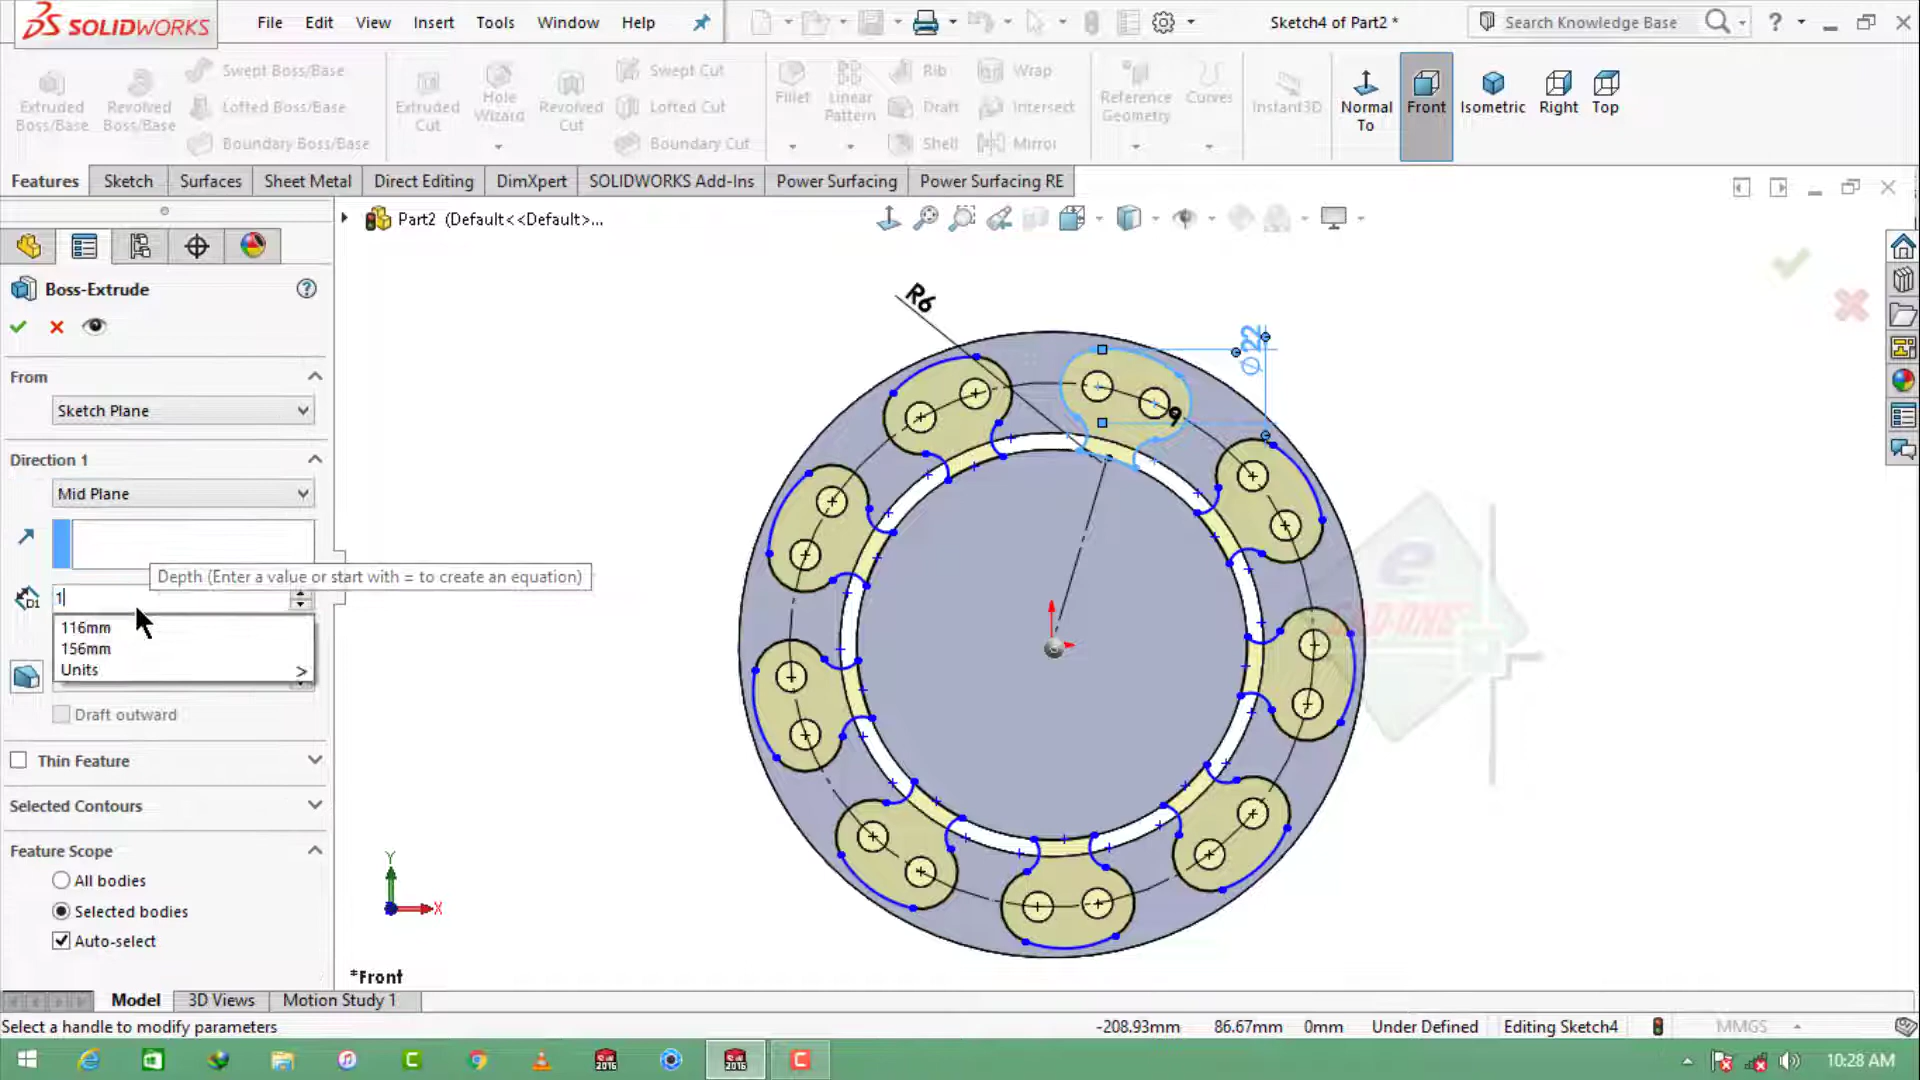 SOLIDWORKS File Edit View Insert Tools Window Help Sketch4 of Part2 * Search Knowledge Base ?
Extruded Boss/Base Revolved Boss/Base Swept Boss/Base Lofted Boss/Base Boundary Boss/Base Extruded Cut Hole Wizard Revolved Cut Swept Cut Lofted Cut Boundary Cut Fillet Linear Pattern Rib Draft Shell Wrap Intersect Mirror Reference Geometry Curves Instant3D Normal To Front Isometric Right Top
Features Sketch Surfaces Sheet Metal Direct Editing DimXpert SOLIDWORKS Add-Ins Power Surfacing Power Surfacing RE
Part2 (Default<<Default>...
Boss-Extrude
From
Sketch Plane
Direction 1
Mid Plane
Depth (Enter a value or start with = to create an equation)
D1 1
116mm
156mm
Units >
Draft outward
Thin Feature
Selected Contours
Feature Scope
All bodies
Selected bodies
Auto-select
R6
∅22
9
Y
X
*Front
Model 3D Views Motion Study 1
Select a handle to modify parameters -208.93mm 86.67mm 0mm Under Defined Editing Sketch4 MMGS
2016 2016 10:28 AM